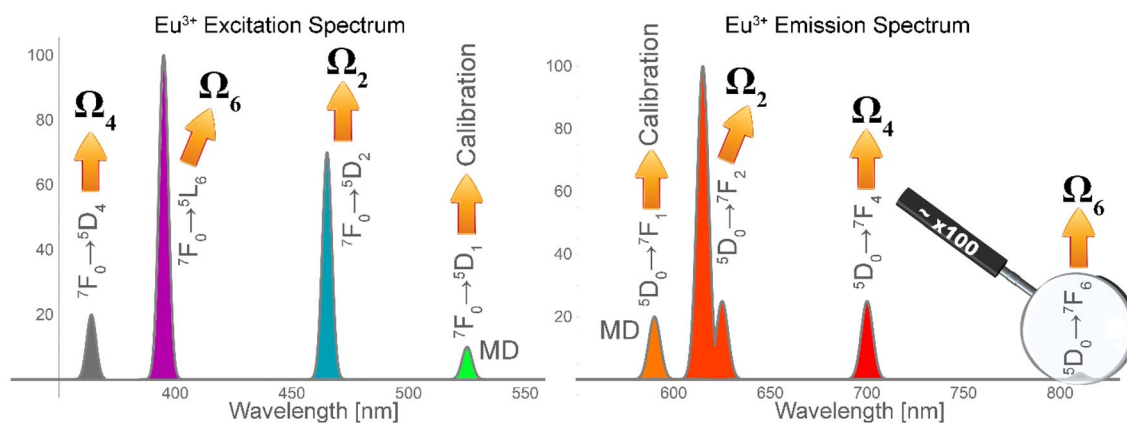 Eu³⁺ Excitation Spectrum
100
80
60
40
20
Ω₄
⁷F₀→⁵D₄
Ω₆
⁷F₀→⁵L₆
Ω₂
⁷F₀→⁵D₂
Calibration
⁷F₀→⁵D₁
MD
400
450
500
550
Wavelength [nm]
Eu³⁺ Emission Spectrum
100
80
60
40
20
Calibration
⁵D₀→⁷F₁
MD
Ω₂
⁵D₀→⁷F₂
Ω₄
⁵D₀→⁷F₄
~ x100
Ω₆
⁵D₀→⁷F₆
600
650
700
750
800
Wavelength [nm]